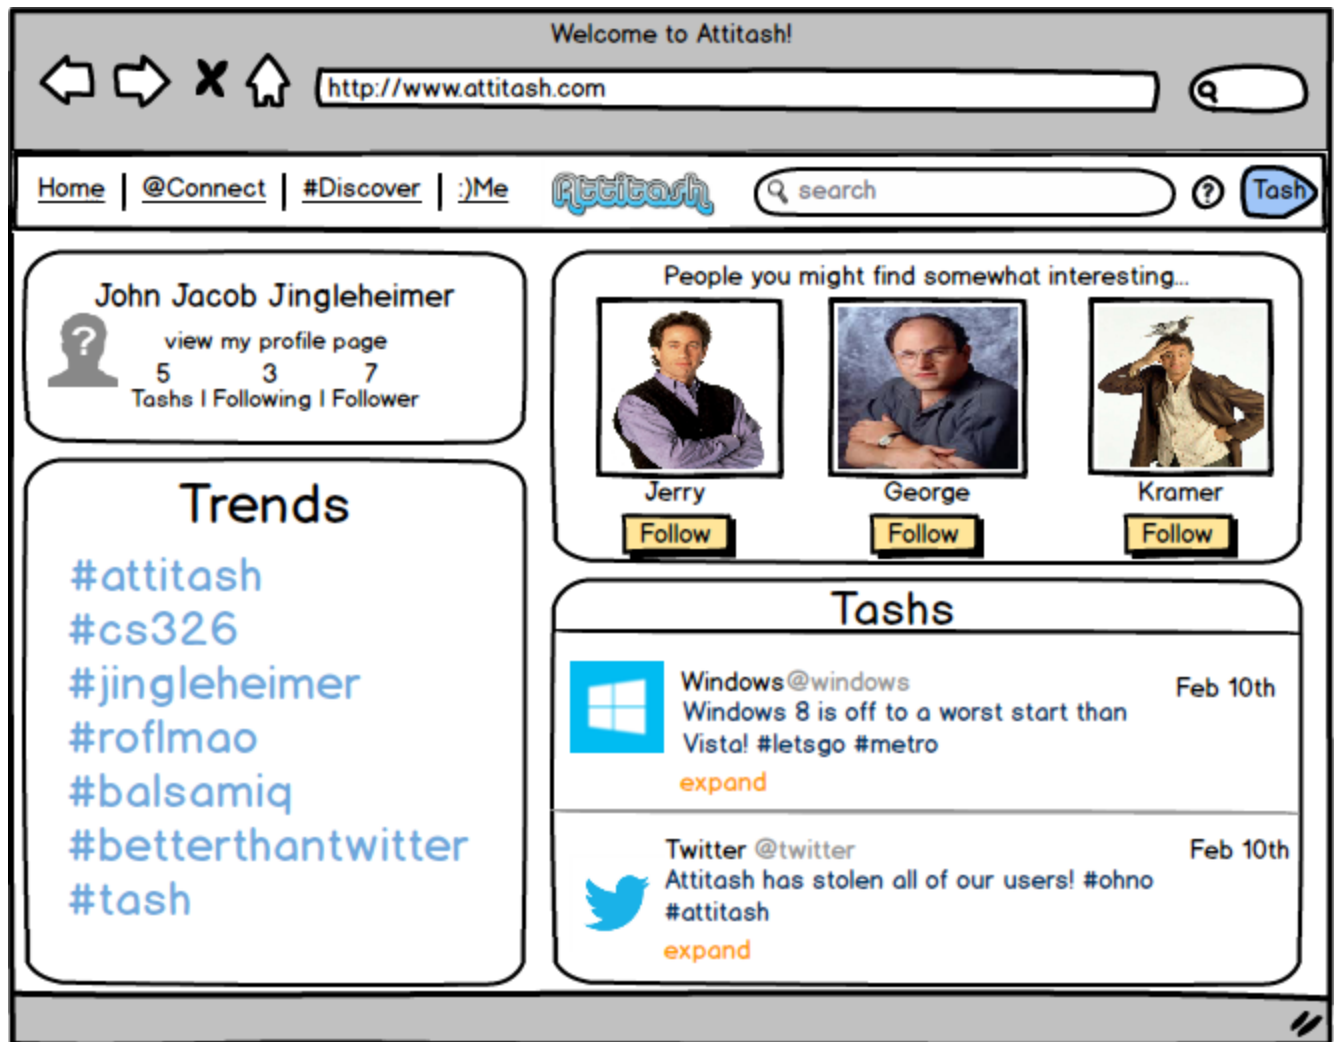 Welcome to Attitash!
http://www.attitash.com
Home | @Connect | #Discover | :)Me
Attitash
search
?
Tash
John Jacob Jingleheimer
?
view my profile page
5 3 7
Tashs | Following | Follower
Trends
#attitash
#cs326
#jingleheimer
#roflmao
#balsamiq
#betterthantwitter
#tash
People you might find somewhat interesting...
Jerry George Kramer
Follow Follow Follow
Tashs
Windows@windows Feb 10th
Windows 8 is off to a worst start than
Vista! #letsgo #metro
expand
Twitter @twitter Feb 10th
Attitash has stolen all of our users! #ohno
#attitash
expand